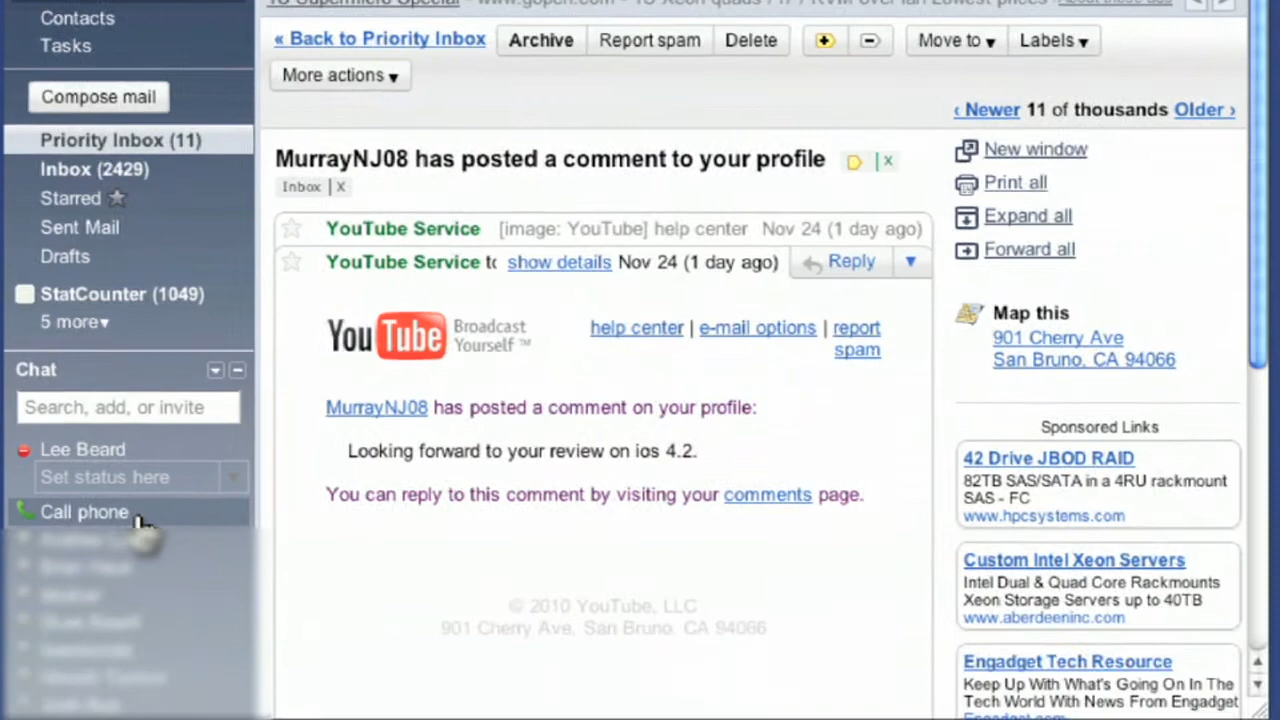 Contacts
Tasks
Compose mail
Priority Inbox (11)
Inbox (2429)
Starred
Sent Mail
Drafts
StatCounter (1049)
5 more▾
Chat
Search, add, or invite
Lee Beard
Set status here
Call phone
« Back to Priority Inbox
Archive
Report spam
Delete
Move to ▾
Labels ▾
More actions ▾
‹ Newer 11 of thousands Older ›
MurrayNJ08 has posted a comment to your profile
Inbox | X
YouTube Service [image: YouTube] help center Nov 24 (1 day ago)
YouTube Service to show details Nov 24 (1 day ago) Reply
YouTube Broadcast Yourself™
help center | e-mail options | report
spam
MurrayNJ08 has posted a comment on your profile:
Looking forward to your review on ios 4.2.
You can reply to this comment by visiting your comments page.
© 2010 YouTube, LLC
901 Cherry Ave, San Bruno, CA 94066
New window
Print all
Expand all
Forward all
Map this
901 Cherry Ave
San Bruno, CA 94066
Sponsored Links
42 Drive JBOD RAID
82TB SAS/SATA in a 4RU rackmount
SAS - FC
www.hpcsystems.com
Custom Intel Xeon Servers
Intel Dual & Quad Core Rackmounts
Xeon Storage Servers up to 40TB
www.aberdeeninc.com
Engadget Tech Resource
Keep Up With What's Going On In The
Tech World With News From Engadget